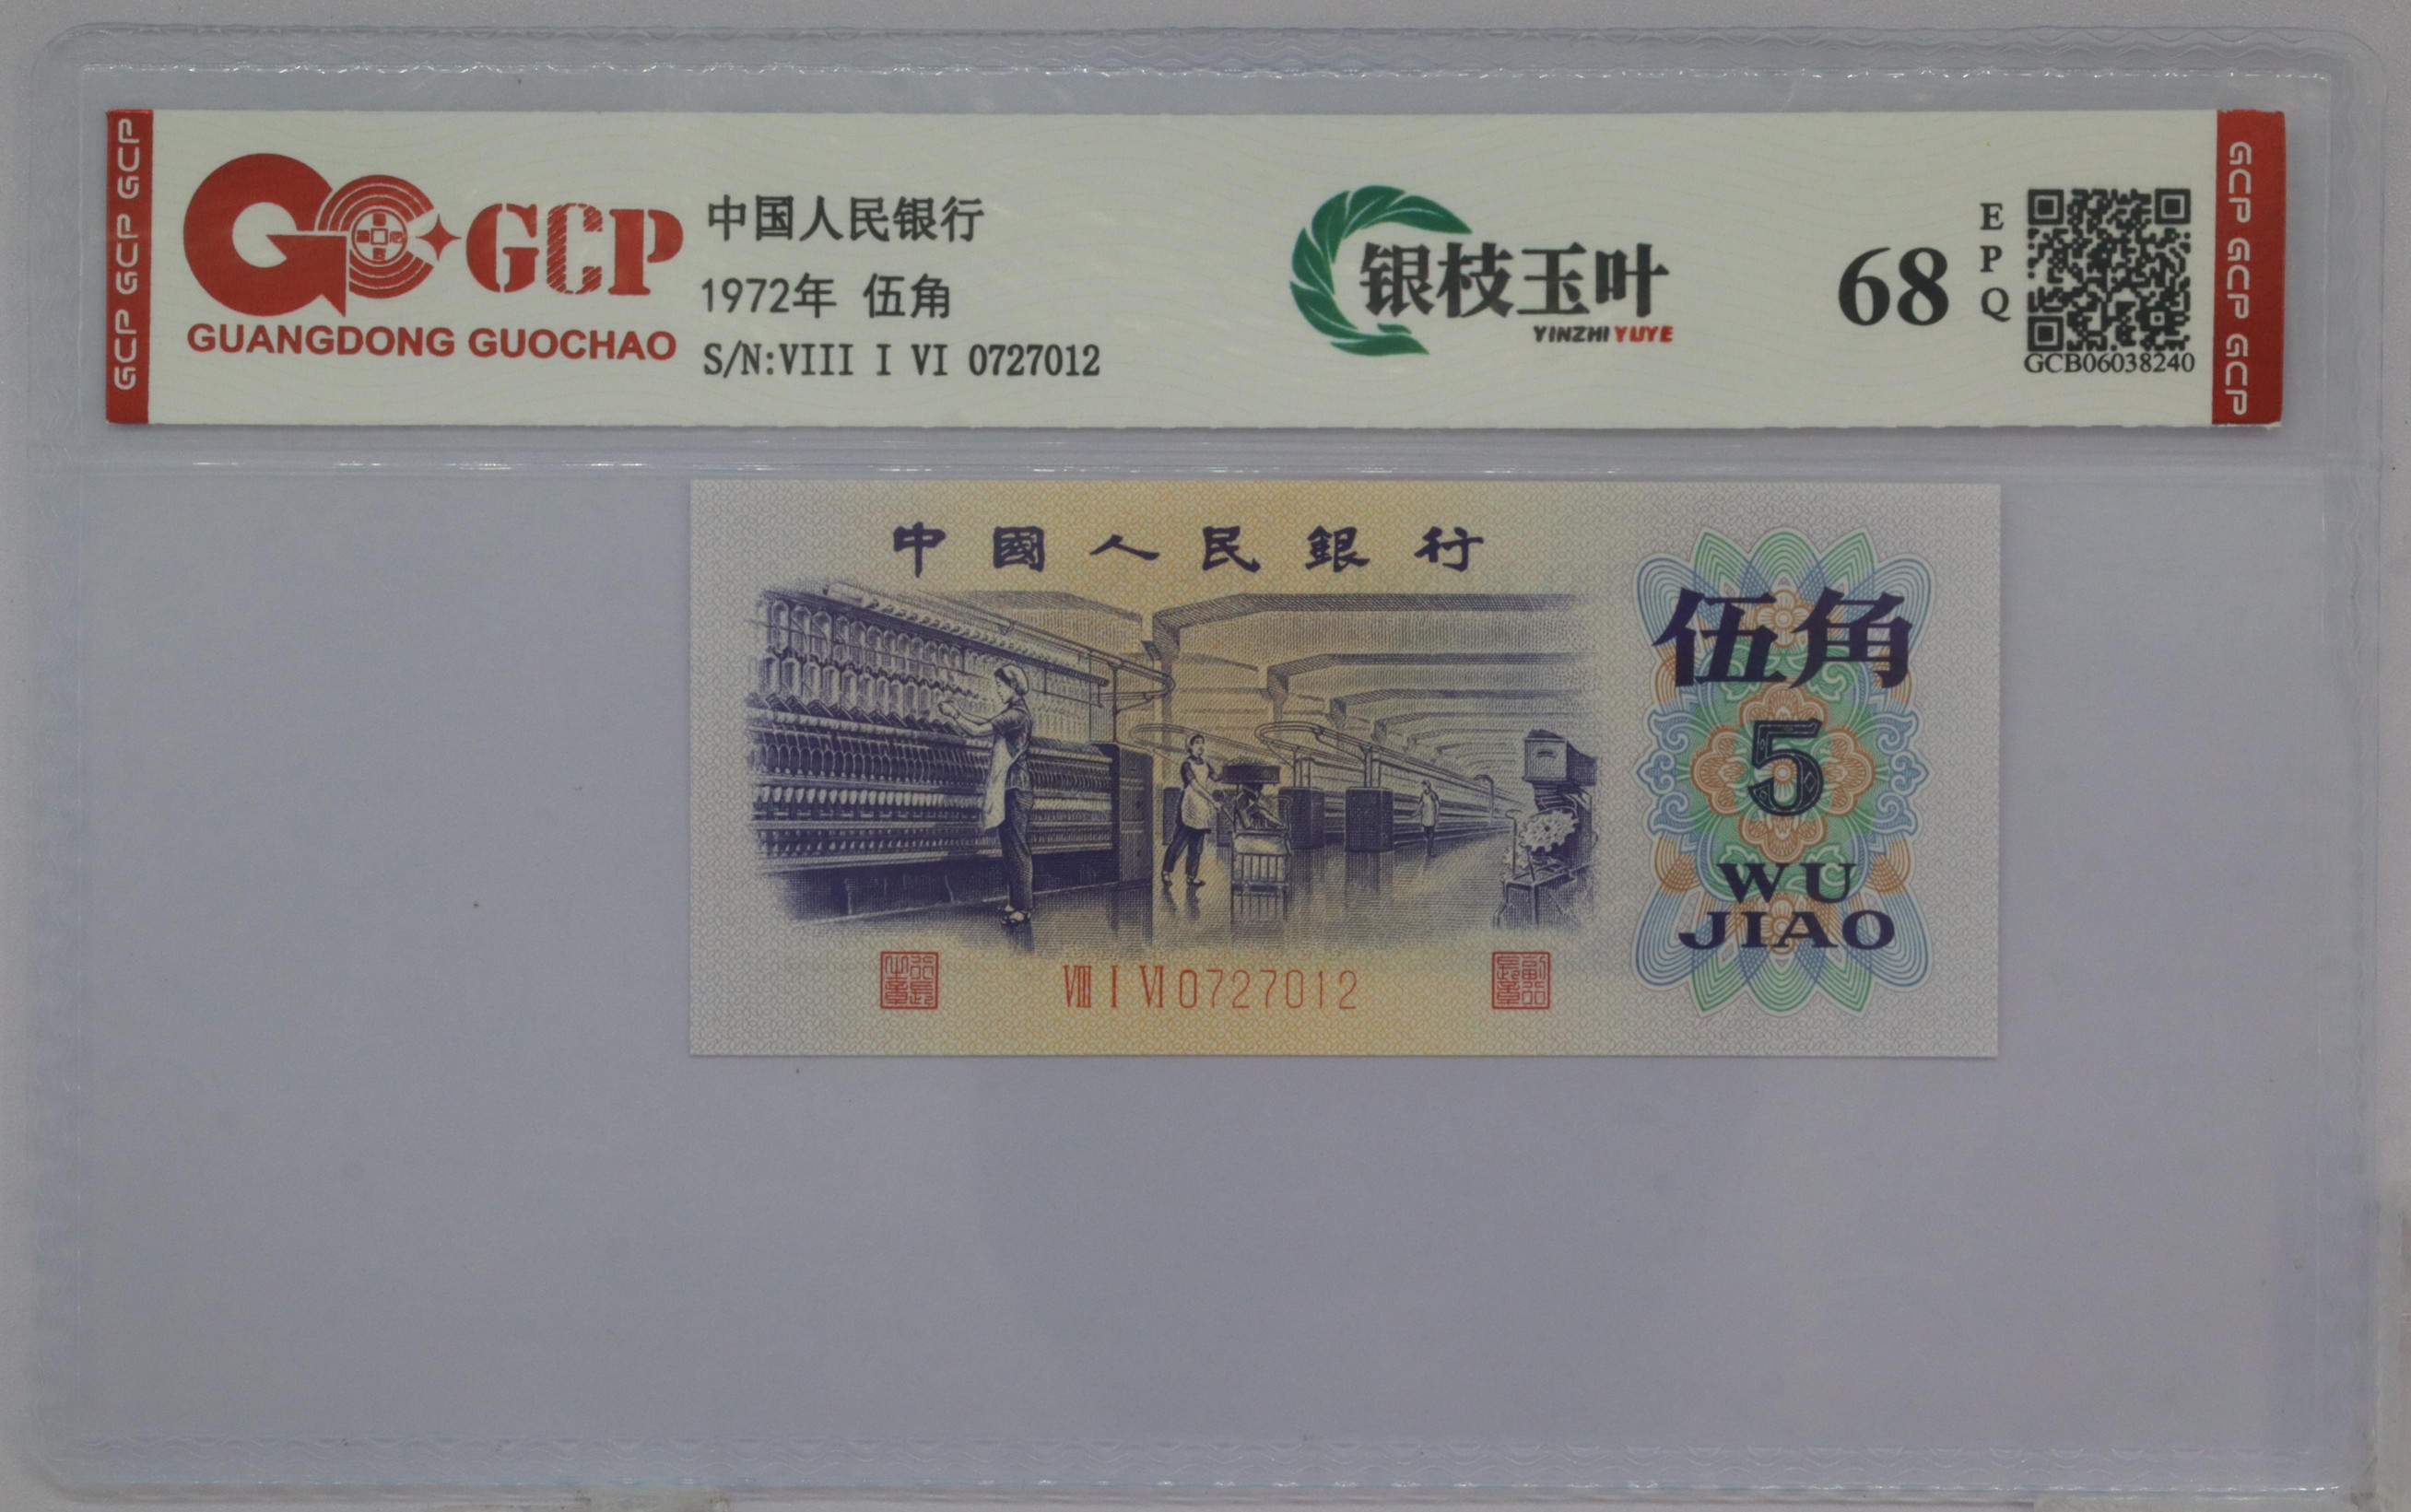 GCP GCP GCP
GCP
GUANGDONG GUOCHAO
中国人民银行
1972年 伍角
S/N:VIII I VI 0727012
银枝玉叶
YINZHI YUYE
68
EPQ
GCB06038240
GCP GCP GCP
中國人民銀行
伍角
5
WU
JIAO
VIII I VI 0727012